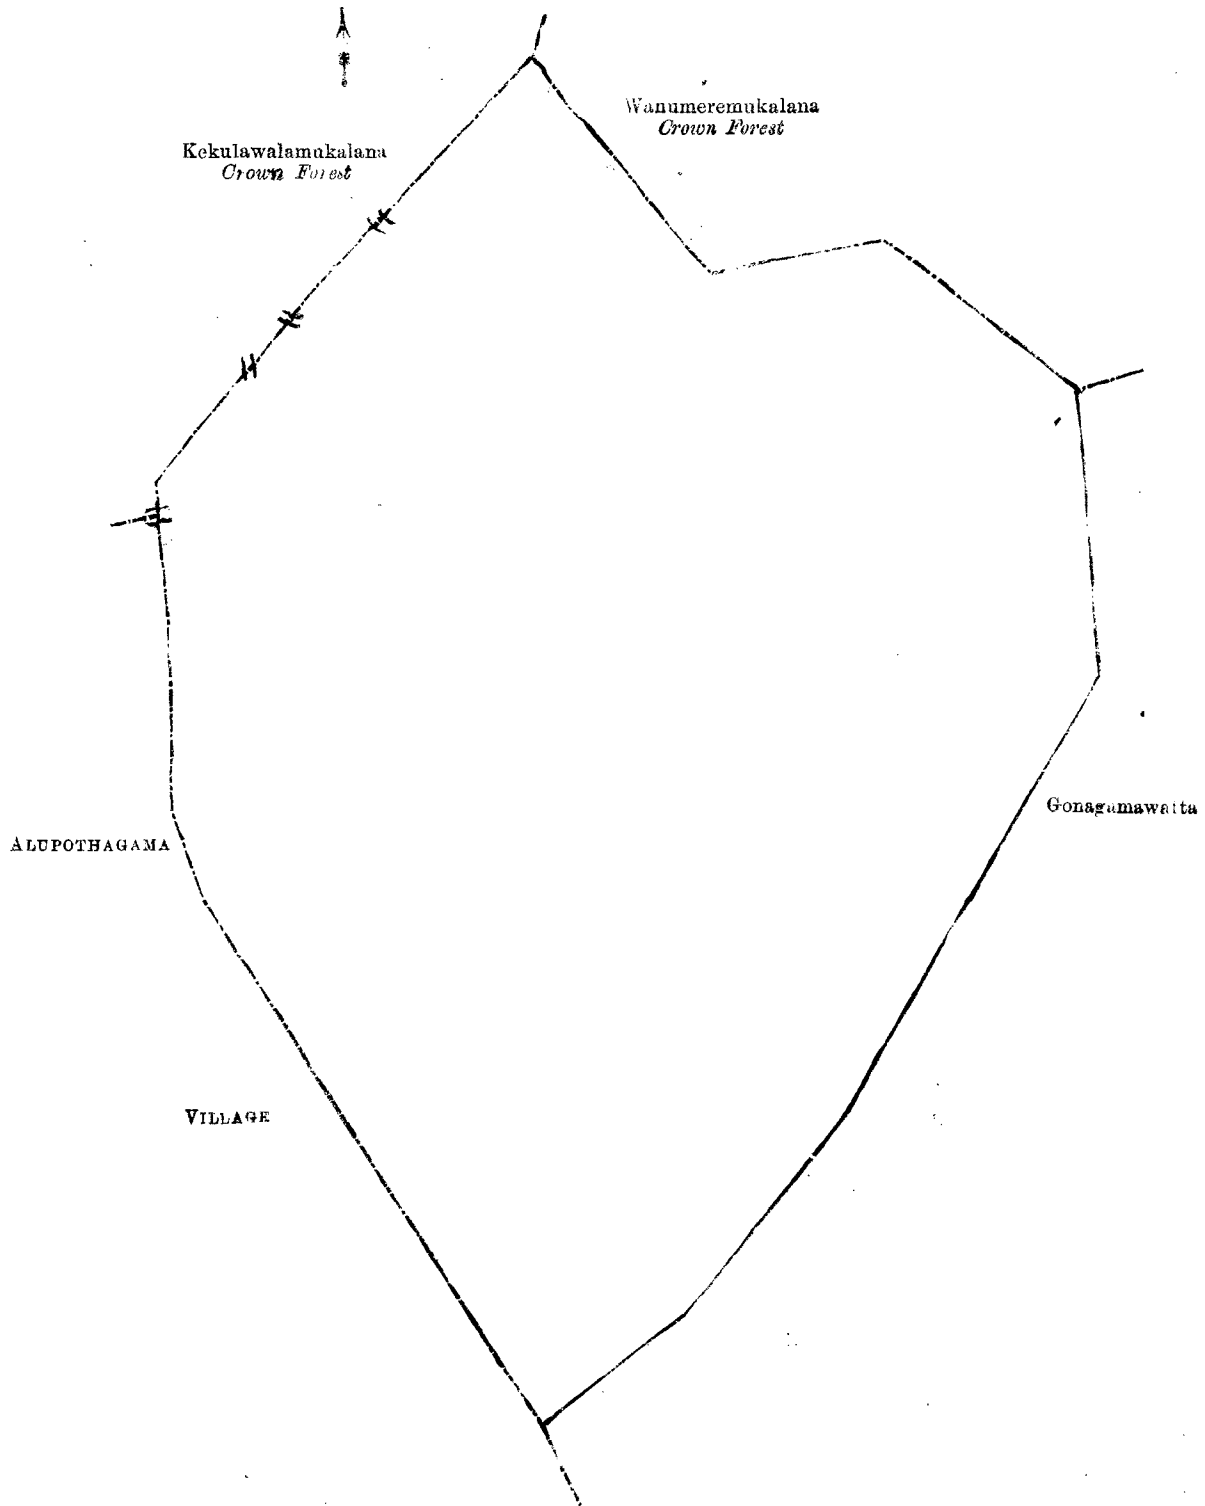 Wanumeremukalana
Crown Forest
Kekulawalamukalana
Crown Forest
Gonagamawatta
ALUPOTHAGAMA
VILLAGE